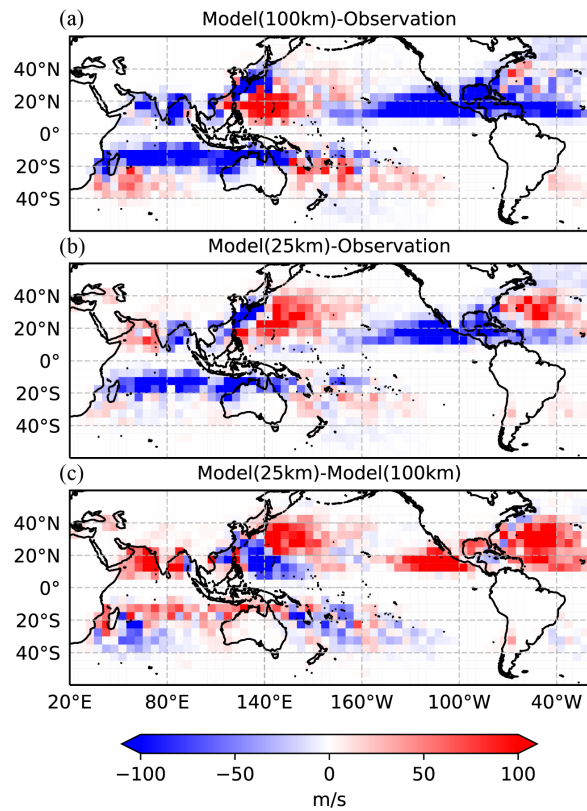 (a) Model(100km)-Observation
40°N
20°N
0°
20°S
40°S
(b) Model(25km)-Observation
40°N
20°N
0°
20°S
40°S
(c) Model(25km)-Model(100km)
40°N
20°N
0°
20°S
40°S
20°E 80°E 140°E 160°W 100°W 40°W
−100 −50 0 50 100
m/s